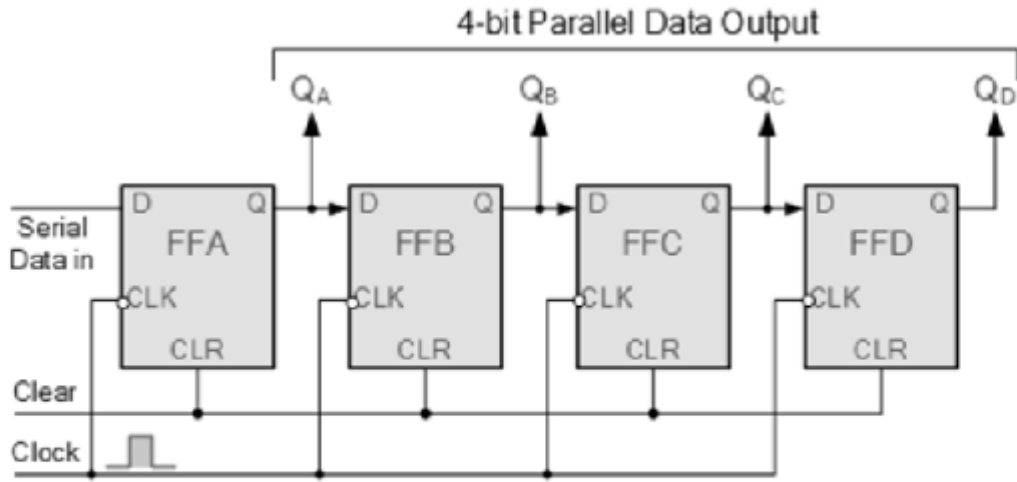 4-bit Parallel Data Output
QA QB QC QD
D Q D Q D Q D Q
Serial
Data in
FFA FFB FFC FFD
CLK CLK CLK CLK
CLR CLR CLR CLR
Clear
Clock